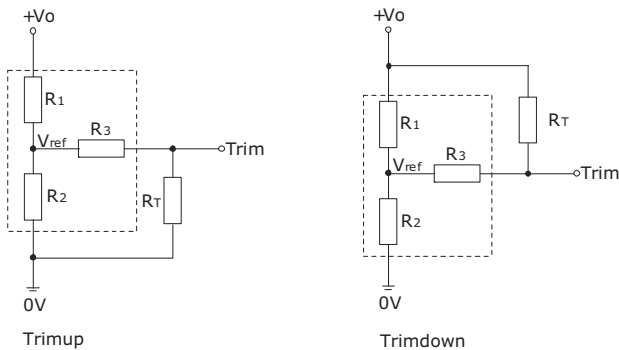 +Vo
R1
Vref
R3
Trim
R2
RT
0V
Trimup
+Vo
R1
RT
Vref
R3
Trim
R2
0V
Trimdown